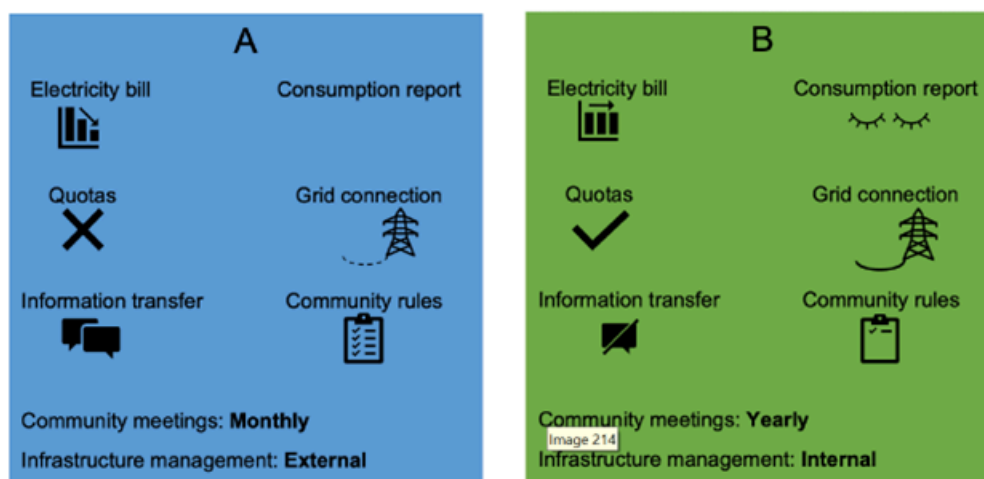 A
Electricity bill
Consumption report
Quotas
Grid connection
Information transfer
Community rules
Community meetings: Monthly
Infrastructure management: External
B
Electricity bill
Consumption report
Quotas
Grid connection
Information transfer
Community rules
Community meetings: Yearly
Image 214
Infrastructure management: Internal